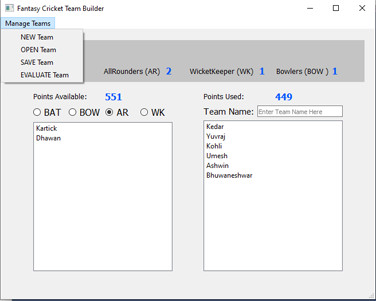 Fantasy Cricket Team Builder
Manage Teams
NEW Team
OPEN Team
SAVE Team
EVALUATE Team
AllRounders (AR) 2 WicketKeeper (WK) 1 Bowlers (BOW ) 1
Points Available: 551 Points Used: 449
BAT BOW AR WK Team Name: Enter Team Name Here
Kartick
Dhawan
Kedar
Yuvraj
Kohli
Umesh
Ashwin
Bhuwaneshwar